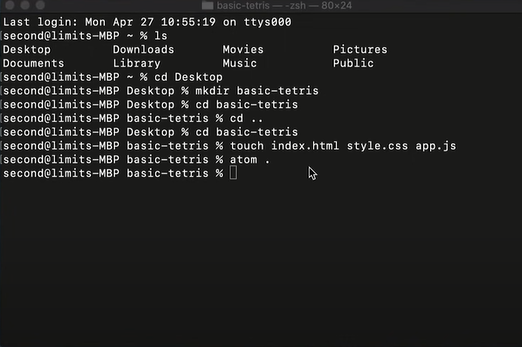 basic-tetris — -zsh — 80×24
Last login: Mon Apr 27 10:55:19 on ttys000
[second@limits-MBP ~ % ls
Desktop Downloads Movies Pictures
Documents Library Music Public
[second@limits-MBP ~ % cd Desktop
[second@limits-MBP Desktop % mkdir basic-tetris
[second@limits-MBP Desktop % cd basic-tetris
[second@limits-MBP basic-tetris % cd ..
[second@limits-MBP Desktop % cd basic-tetris
[second@limits-MBP basic-tetris % touch index.html style.css app.js
[second@limits-MBP basic-tetris % atom .
second@limits-MBP basic-tetris %